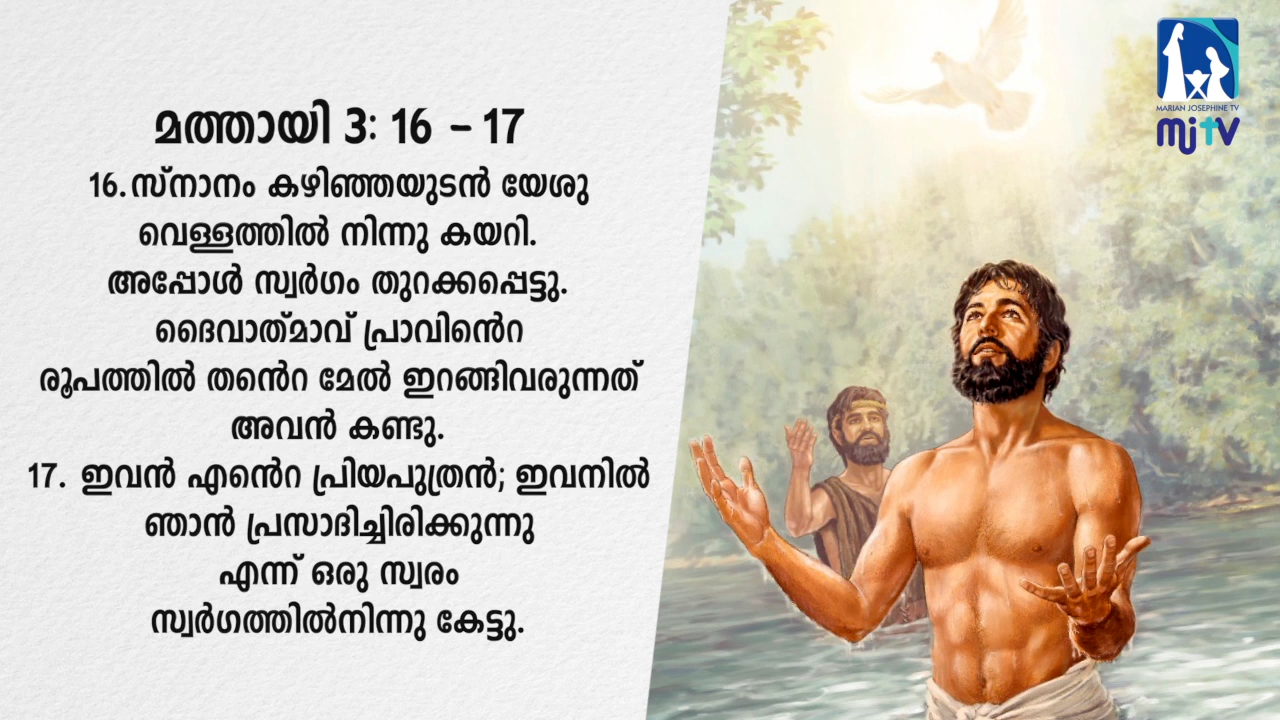 മത്തായി 3: 16 – 17
16.സ്നാനം കഴിഞ്ഞയുടൻ യേശു
വെള്ളത്തിൽ നിന്നു കയറി.
അപ്പോൾ സ്വർഗം തുറക്കപ്പെട്ടു.
ദൈവാത്മാവ് പ്രാവിൻെറ
രൂപത്തിൽ തൻെറ മേൽ ഇറങ്ങിവരുന്നത്
അവൻ കണ്ടു.
17. ഇവൻ എൻെറ പ്രിയപുത്രൻ; ഇവനിൽ
ഞാൻ പ്രസാദിച്ചിരിക്കുന്നു
എന്ന് ഒരു സ്വരം
സ്വർഗത്തിൽനിന്നു കേട്ടു.
MARIAN JOSEPHINE TV
mjtv